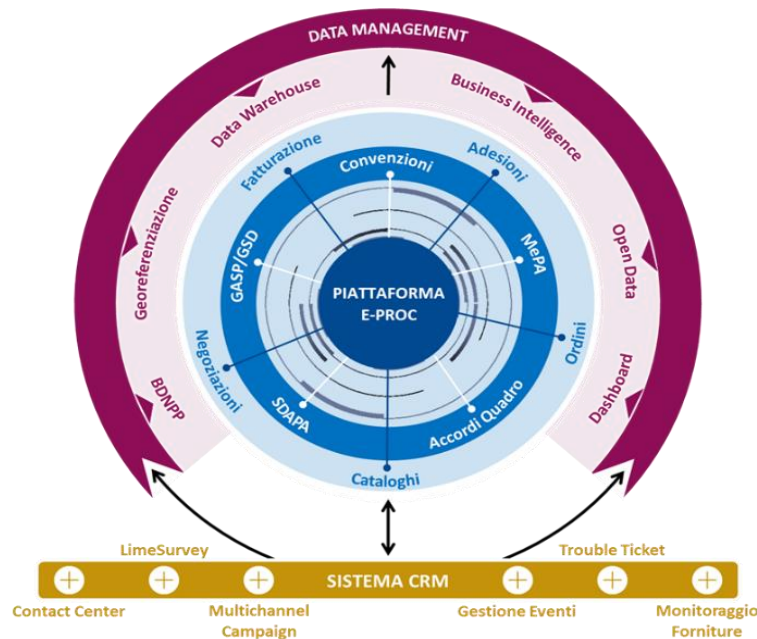 DATA MANAGEMENT
Data Warehouse
Business Intelligence
Georeferenziazione
Open Data
BDNPP
Dashboard
Fatturazione
Adesioni
Negoziazioni
Ordini
Cataloghi
Convenzioni
GASP/GSD
MePA
SDAPA
Accordi Quadro
PIATTAFORMA
E-PROC
LimeSurvey
Trouble Ticket
SISTEMA CRM
Contact Center
Multichannel
Campaign
Gestione Eventi
Monitoraggio
Forniture